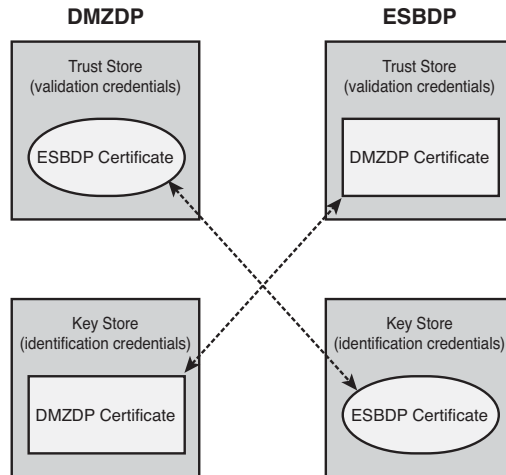 DMZDP
ESBDP
Trust Store
(validation credentials)
ESBDP Certificate
Trust Store
(validation credentials)
DMZDP Certificate
Key Store
(identification credentials)
DMZDP Certificate
Key Store
(identification credentials)
ESBDP Certificate